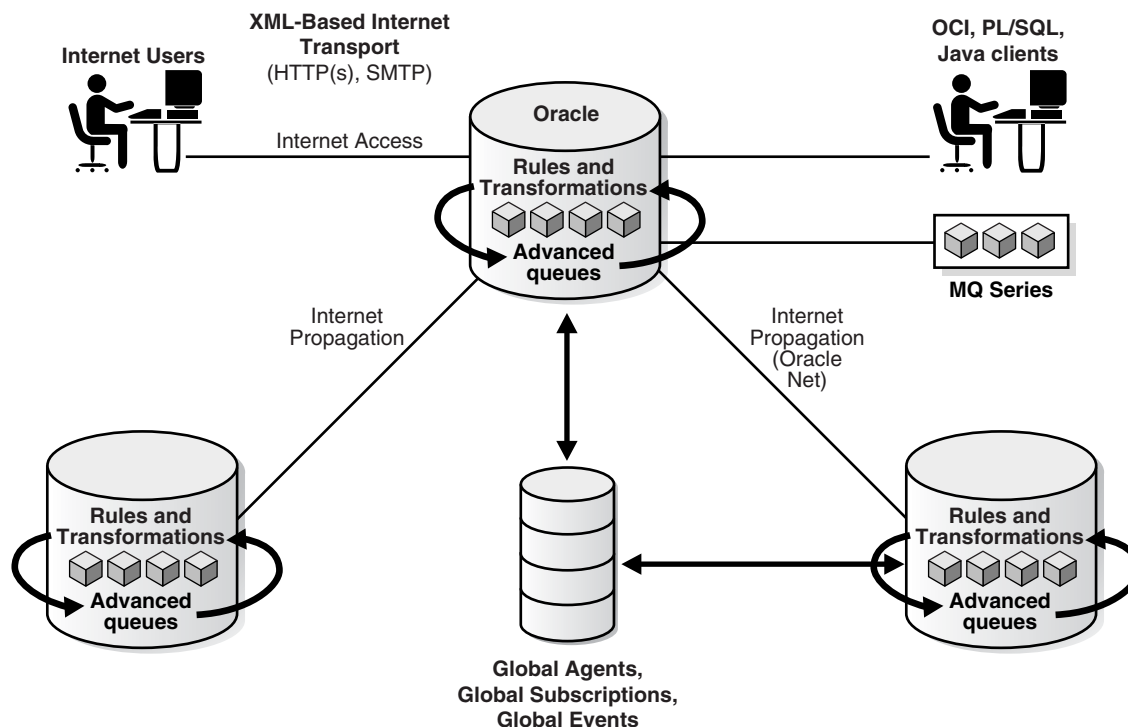 XML-Based Internet
Transport
(HTTP(s), SMTP)
Internet Users
OCI, PL/SQL,
Java clients
Internet Access
Oracle
Rules and
Transformations
Advanced
queues
MQ Series
Internet
Propagation
Internet
Propagation
(Oracle
Net)
Rules and
Transformations
Advanced
queues
Rules and
Transformations
Advanced
queues
Global Agents,
Global Subscriptions,
Global Events